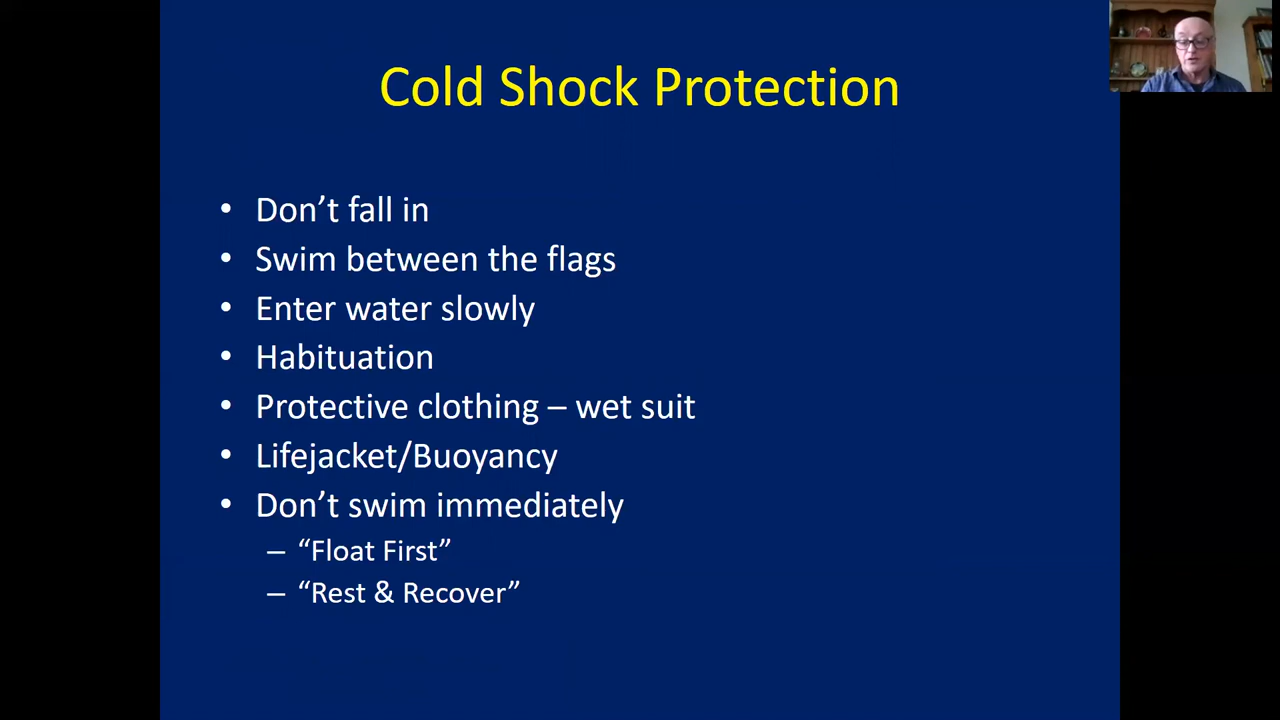 Cold Shock Protection
• Don’t fall in
• Swim between the flags
• Enter water slowly
• Habituation
• Protective clothing – wet suit
• Lifejacket/Buoyancy
• Don’t swim immediately
– “Float First”
– “Rest & Recover”